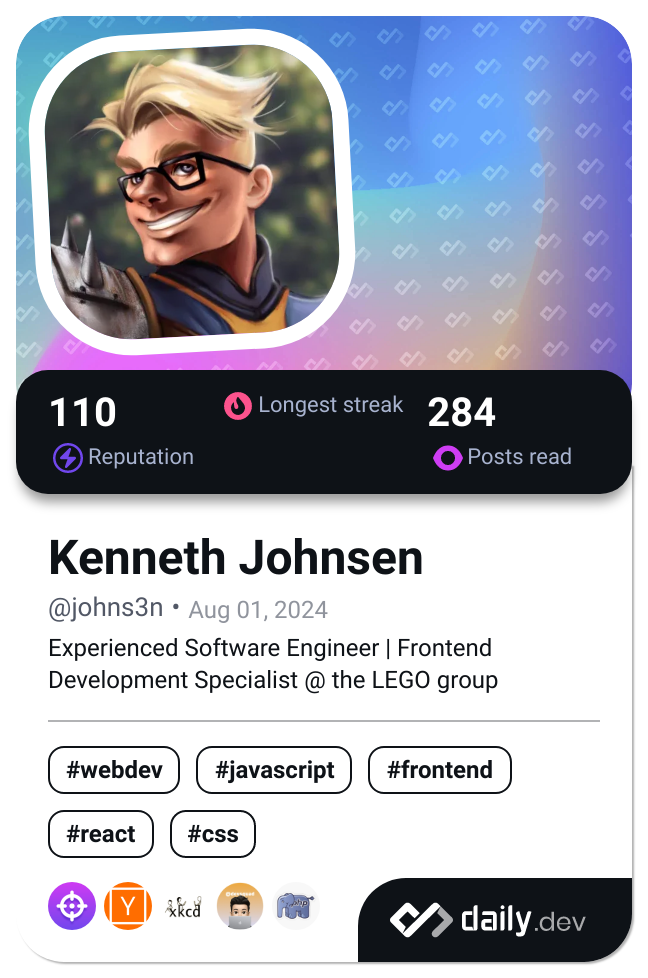 110
Longest streak
284
Reputation
Posts read
Kenneth Johnsen
@johns3n • Aug 01, 2024
Experienced Software Engineer | Frontend
Development Specialist @ the LEGO group
#webdev #javascript #frontend
#react #css
Y
xkcd
php
daily.dev